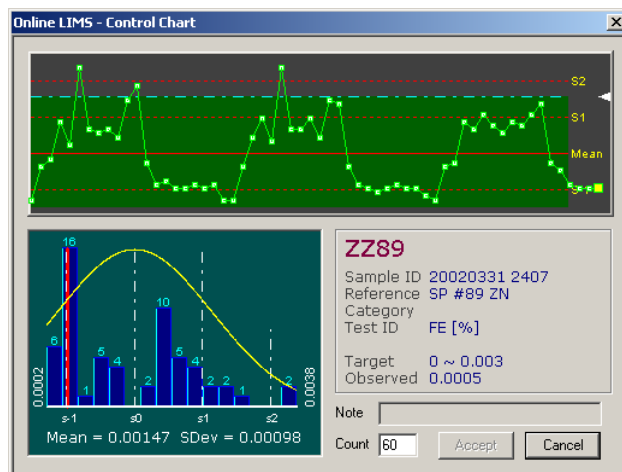 Online LIMS - Control Chart
S2
S1
Mean
S-1
16
10
6
5
4
1
2
5
4
2
2
1
2
0.0002
0.0038
s-1
s0
s1
s2
Mean = 0.00147 SDev = 0.00098
ZZ89
Sample ID 20020331 2407
Reference SP #89 ZN
Category
Test ID FE [%]
Target 0 ~ 0.003
Observed 0.0005
Note
Count 60
Accept
Cancel